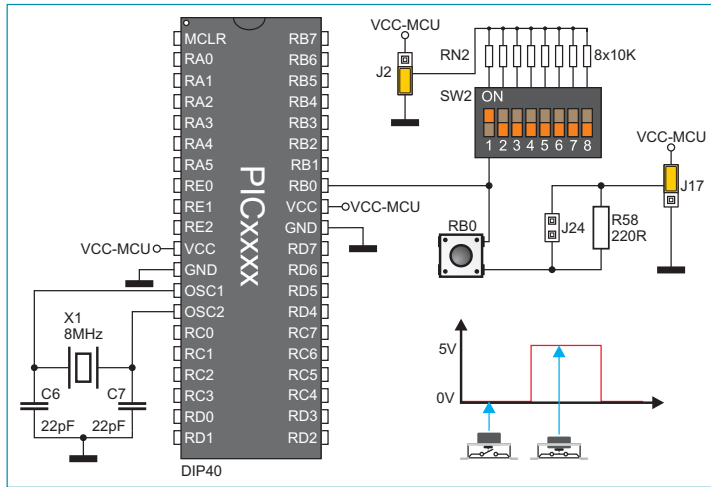 MCLR
RA0
RA1
RA2
RA3
RA4
RA5
RE0
RE1
RE2
VCC
GND
OSC1
OSC2
RC0
RC1
RC2
RC3
RD0
RD1
PICxxxx
RB7
RB6
RB5
RB4
RB3
RB2
RB1
RB0
VCC
GND
RD7
RD6
RD5
RD4
RC7
RC6
RC5
RC4
RD3
RD2
DIP40
VCC-MCU
X1
8MHz
C6
C7
22pF
22pF
VCC-MCU
VCC-MCU
J2
RN2
8x10K
SW2
ON
1 2 3 4 5 6 7 8
VCC-MCU
J17
RB0
J24
R58
220R
5V
0V